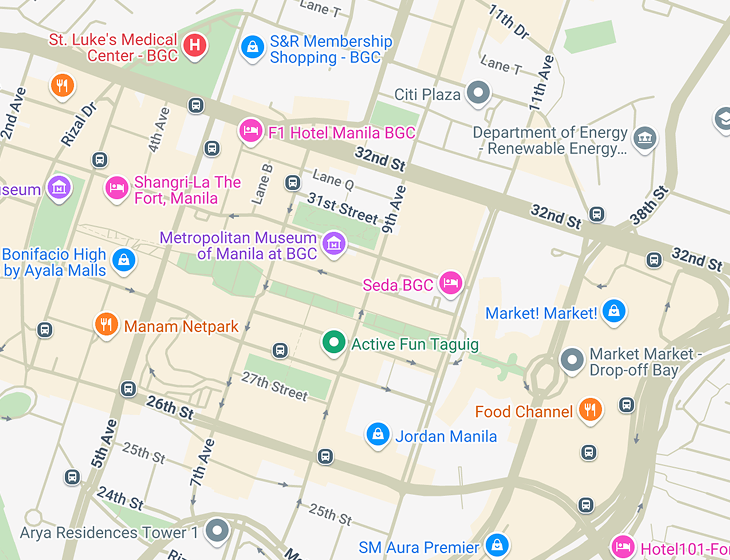 Lane T
11th Dr
St. Luke's Medical
Center - BGC
S&R Membership
Shopping - BGC
Lane T
11th Ave
2nd Ave
Rizal Dr
Citi Plaza
4th Ave
F1 Hotel Manila BGC
Department of Energy
- Renewable Energy...
32nd St
Lane B
Lane Q
useum
Shangri-La The
Fort, Manila
31st Street
9th Ave
32nd St
38th St
Metropolitan Museum
of Manila at BGC
Bonifacio High
by Ayala Malls
32nd St
Seda BGC
Market! Market!
Manam Netpark
Active Fun Taguig
Market Market -
Drop-off Bay
27th Street
26th St
Food Channel
5th Ave
Jordan Manila
25th St
7th Ave
24th St
25th St
Arya Residences Tower 1
SM Aura Premier
Hotel101-For